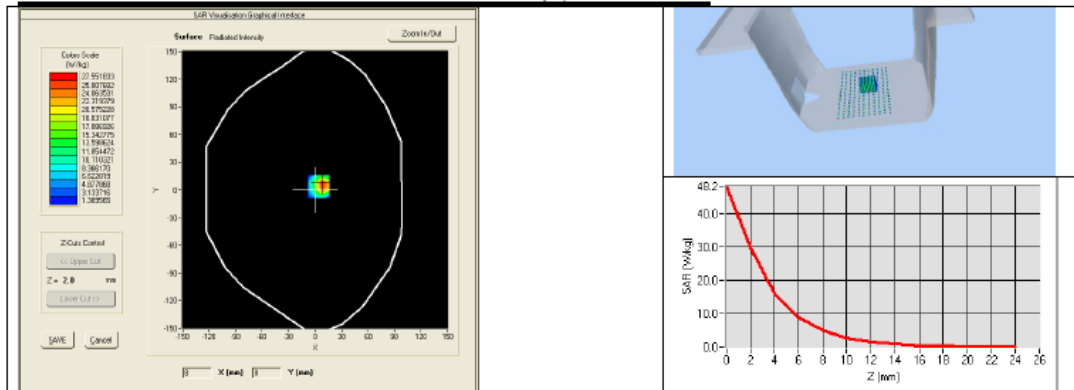 SAR Visualisation Graphical Interface
Surface Radiated Intensity
Zoom In/Out
Colors Scale
(W/kg)
27.551833
25.807682
24.063531
22.319379
20.575228
18.831077
17.086926
15.342775
13.598624
11.854472
10.110321
8.366170
6.622019
4.877868
3.133716
1.389565
Z-Cuts Control
<< Upper Cut
Z = 2.0 mm
Lower Cut >>
SAVE Cancel
150
120
90
60
30
0
-30
-60
-90
-120
-150
Y
-150 -120 -90 -60 -30 0 30 60 90 120 150
X
X (mm) Y (mm)
48.2
40.0
30.0
20.0
10.0
0.0
SAR (W/kg)
0 2 4 6 8 10 12 14 16 18 20 22 24 26
Z (mm)